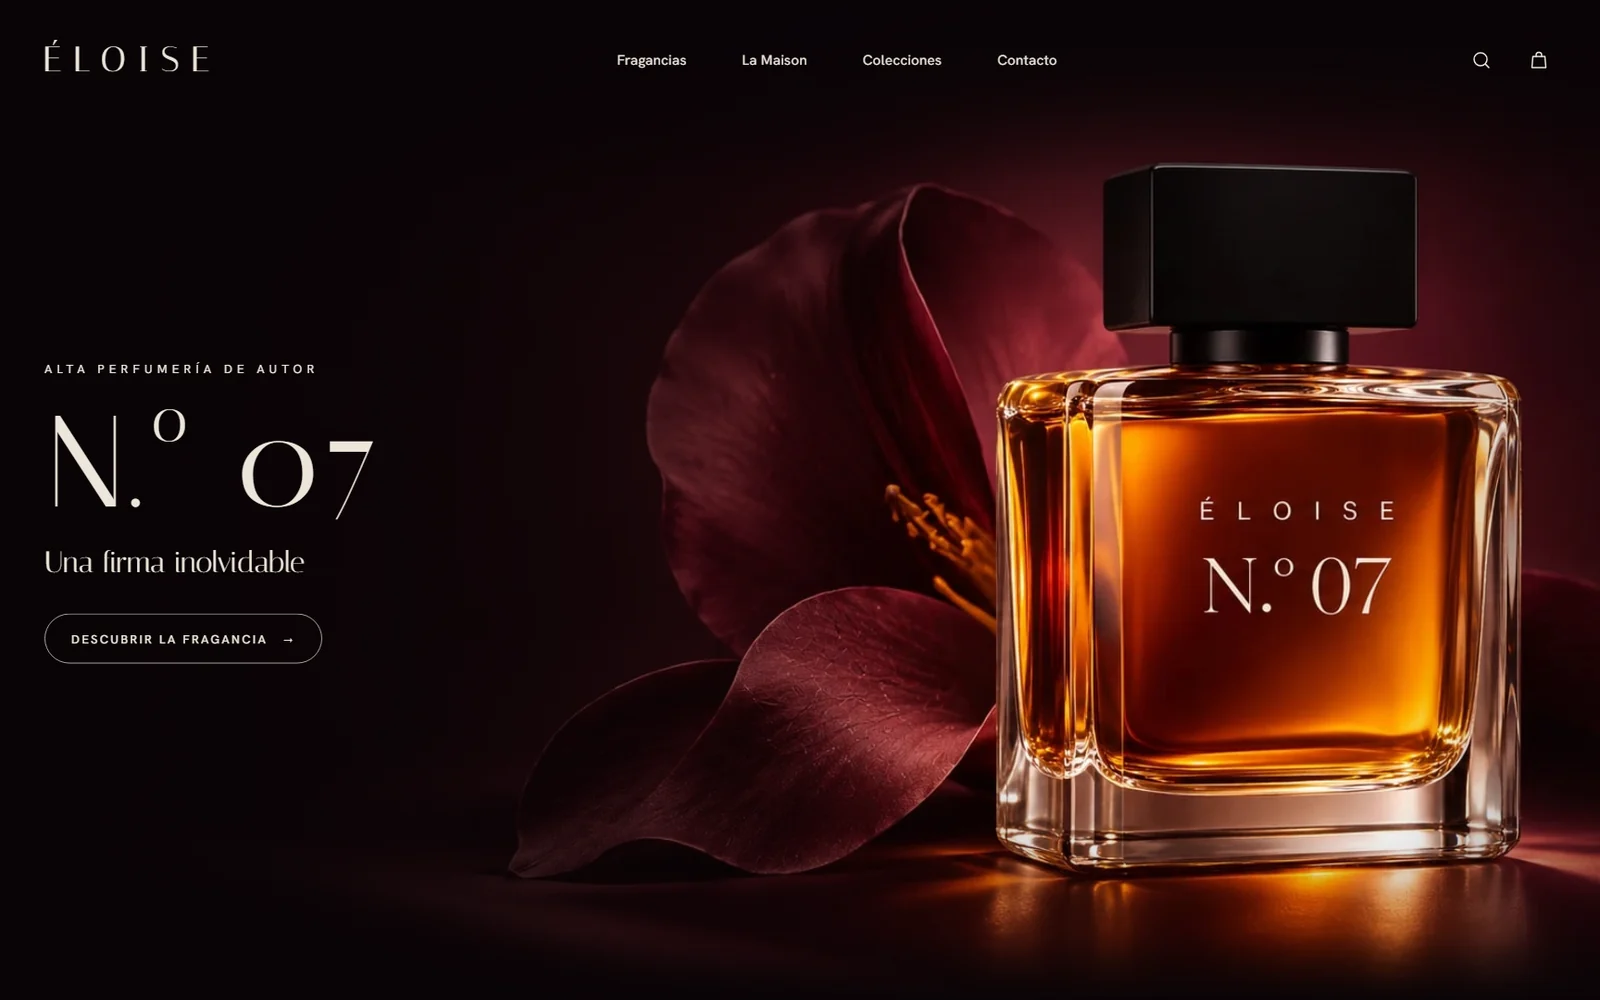 ÉLOISE
Fragancias
La Maison
Colecciones
Contacto
ALTA PERFUMERÍA DE AUTOR
N.º 07
Una firma inolvidable
DESCUBRIR LA FRAGANCIA →
ÉLOISE
N.º 07